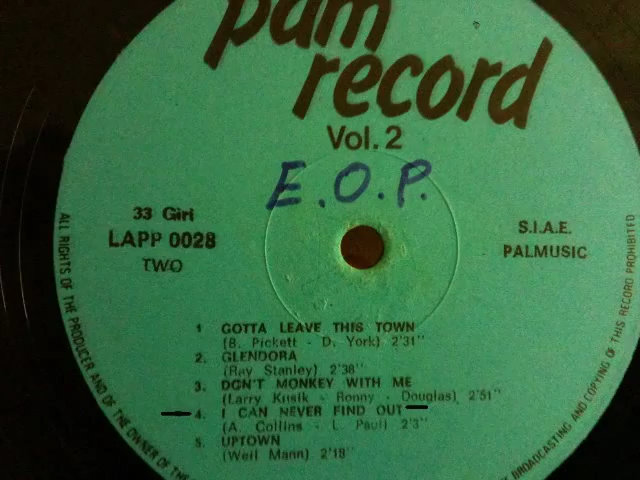 pam
record
Vol. 2
E.O.P.
33 Giri
LAPP 0028
TWO
S.I.A.E.
PALMUSIC
1 GOTTA LEAVE THIS TOWN
(B. Pickett - D. York) 2'31"
2. GLENDORA
(Ray Stanley) 2'38"
3. DON'T MONKEY WITH ME
(Larry Kusik - Ronny - Douglas) 2'51"
4. I CAN NEVER FIND OUT
(A. Collins - L. Paul) 2'3"
5. UPTOWN
(Weil Mann) 2'18"
ALL RIGHTS OF THE PRODUCER AND OF THE OWNER OF THE
BROADCASTING AND COPYING OF THIS RECORD PROHIBITED